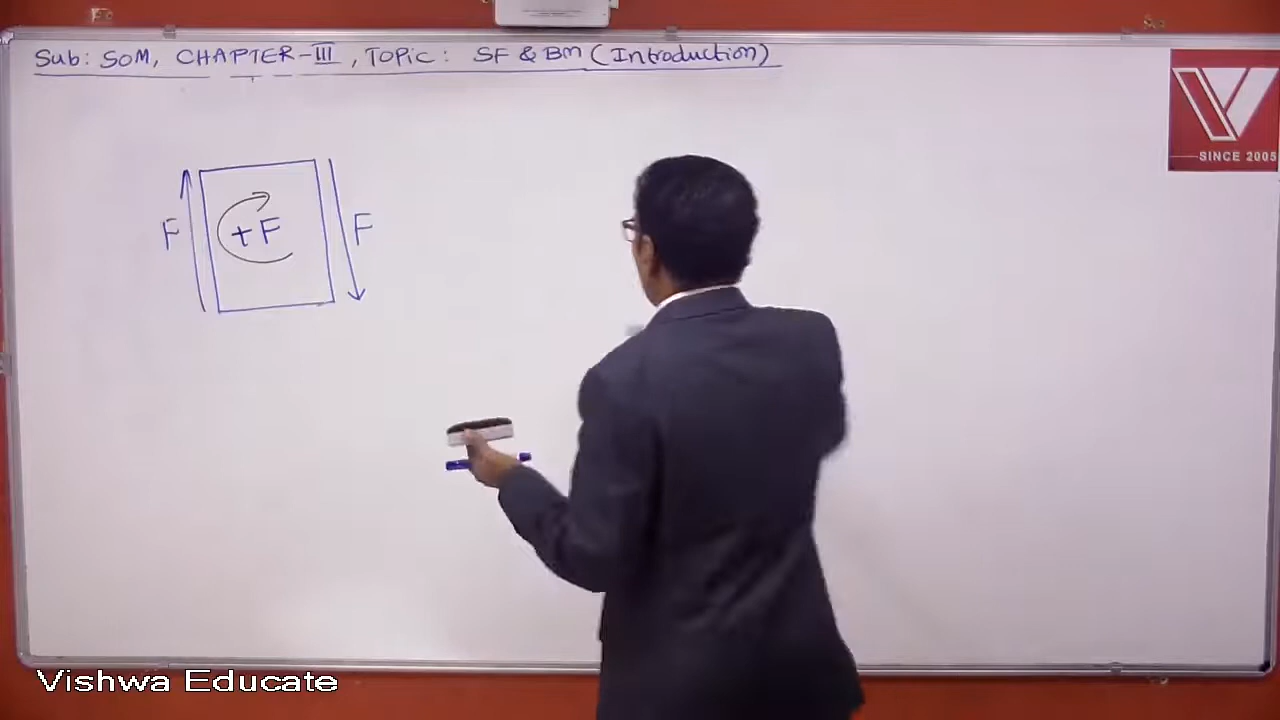 Sub: SOM, CHAPTER-III, TOPIC: SF & BM (Introduction)
F
+F
F
SINCE 2005
Vishwa Educate